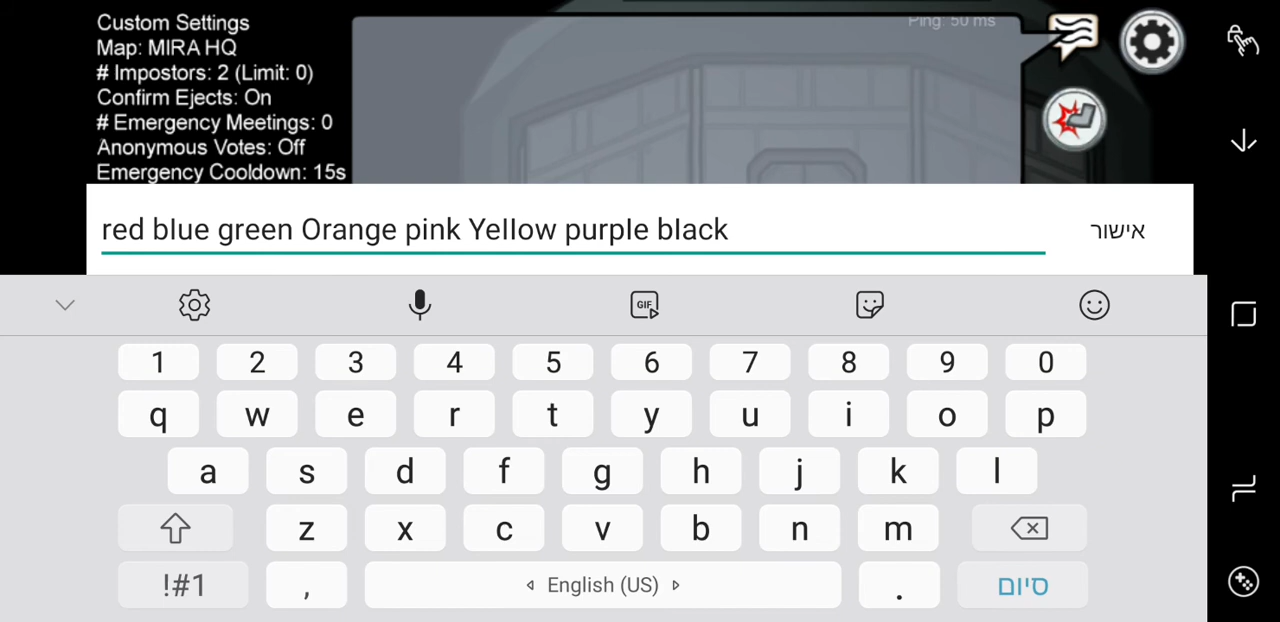 Custom Settings
Map: MIRA HQ
# Impostors: 2 (Limit: 0)
Confirm Ejects: On
# Emergency Meetings: 0
Anonymous Votes: Off
Emergency Cooldown: 15s
Ping: 50 ms
red blue green Orange pink Yellow purple black
אישור
GIF
1 2 3 4 5 6 7 8 9 0
q w e r t y u i o p
a s d f g h j k l
z x c v b n m
!#1 , English (US) . סיום